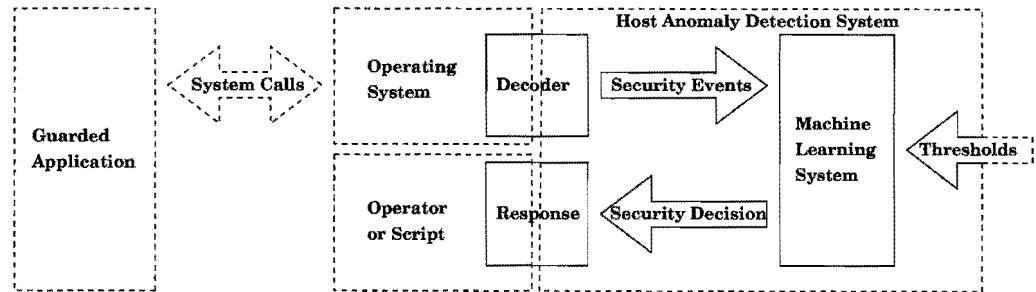 Host Anomaly Detection System
Guarded
Application
System Calls
Operating
System
Decoder
Security Events
Machine
Learning
System
Thresholds
Operator
or Script
Response
Security Decision